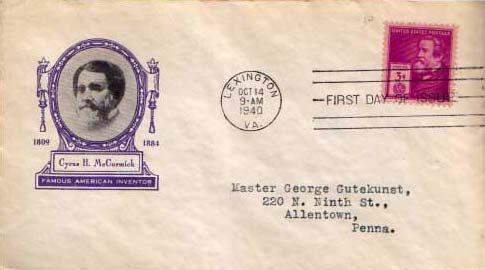 1809 1884
Cyrus H. McCormick
FAMOUS AMERICAN INVENTOR
LEXINGTON
OCT 14
9-AM
1940
VA.
UNITED STATES POSTAGE
3¢
FIRST DAY OF ISSUE
Master George Gutekunst,
220 N. Ninth St.,
Allentown,
Penna.